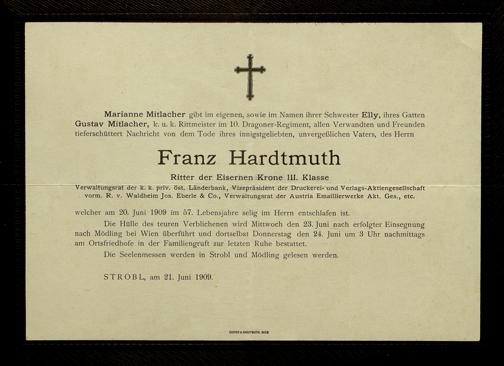 Marianne Mitlacher gibt im eigenen, sowie im Namen ihrer Schwester Elly, ihres Gatten
Gustav Mitlacher, k. u. k. Rittmeister im 10. Dragoner-Regiment, allen Verwandten und Freunden
tieferschüttert Nachricht von dem Tode ihres innigstgeliebten, unvergeßlichen Vaters, des Herrn
Franz Hardtmuth
Ritter der Eisernen Krone III. Klasse
Verwaltungsrat der k. k. priv. öst. Länderbank, Vizepräsident der Druckerei- und Verlags-Aktiengesellschaft
vorm. R. v. Waldheim Jos. Eberle & Co., Verwaltungsrat der Austria Emaillierwerke Akt. Ges., etc.
welcher am 20. Juni 1909 im 57. Lebensjahre selig im Herrn entschlafen ist.
Die Hülle des teuren Verblichenen wird Mittwoch den 23. Juni nach erfolgter Einsegnung
nach Mödling bei Wien überführt und dortselbst Donnerstag den 24. Juni um 3 Uhr nachmittags
am Ortsfriedhofe in der Familiengruft zur letzten Ruhe bestattet.
Die Seelenmessen werden in Strobl und Mödling gelesen werden.
STROBL, am 21. Juni 1909.